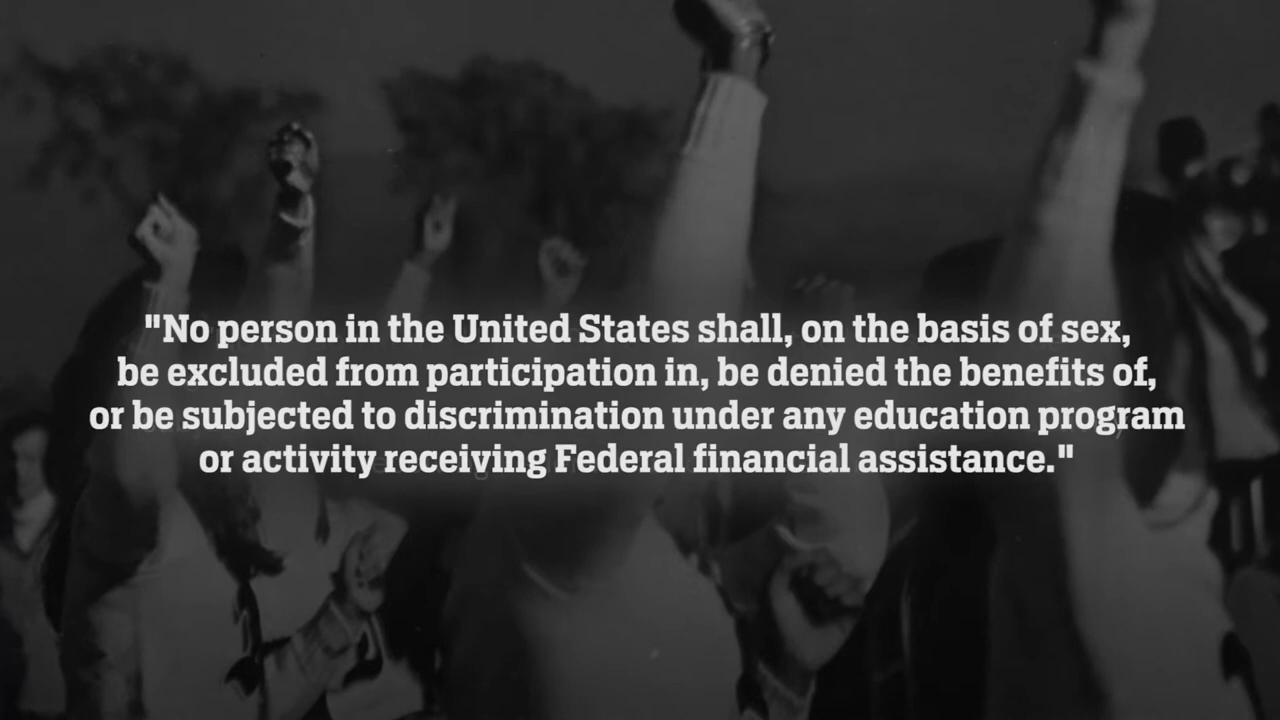 "No person in the United States shall, on the basis of sex,
be excluded from participation in, be denied the benefits of,
or be subjected to discrimination under any education program
or activity receiving Federal financial assistance."